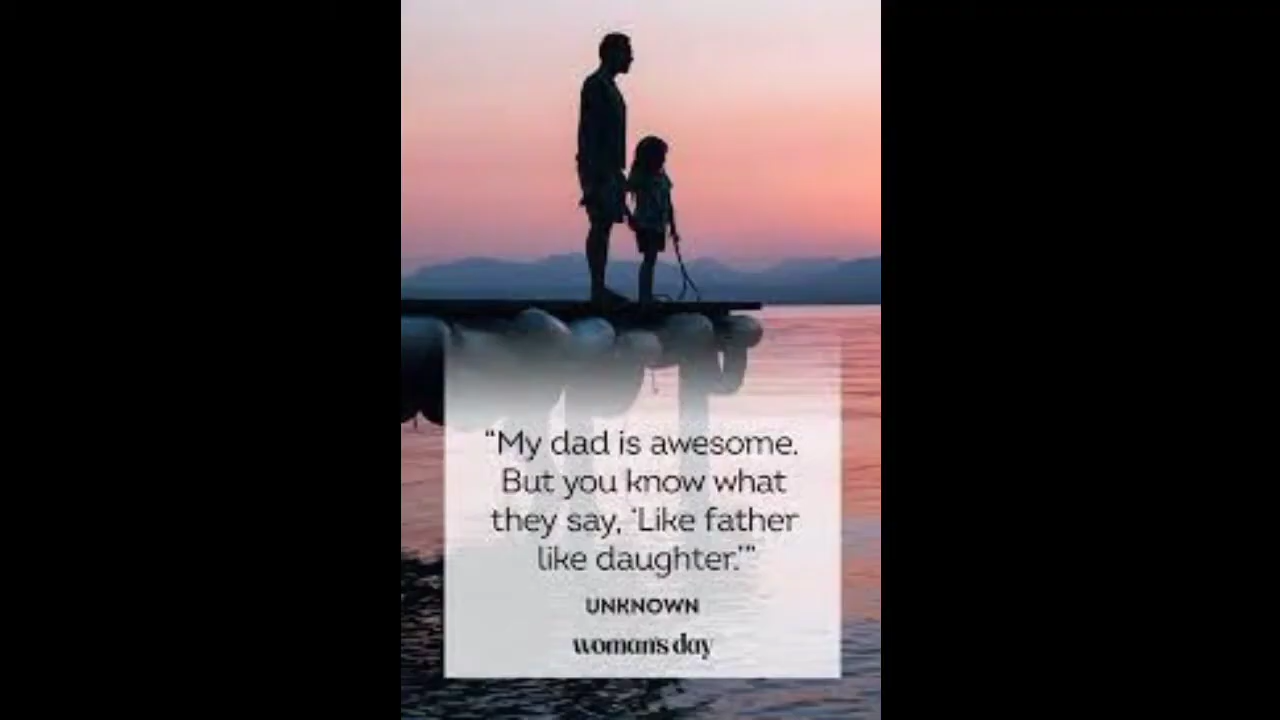 “My dad is awesome.
But you know what
they say, ‘Like father
like daughter.’”
UNKNOWN
woman's day